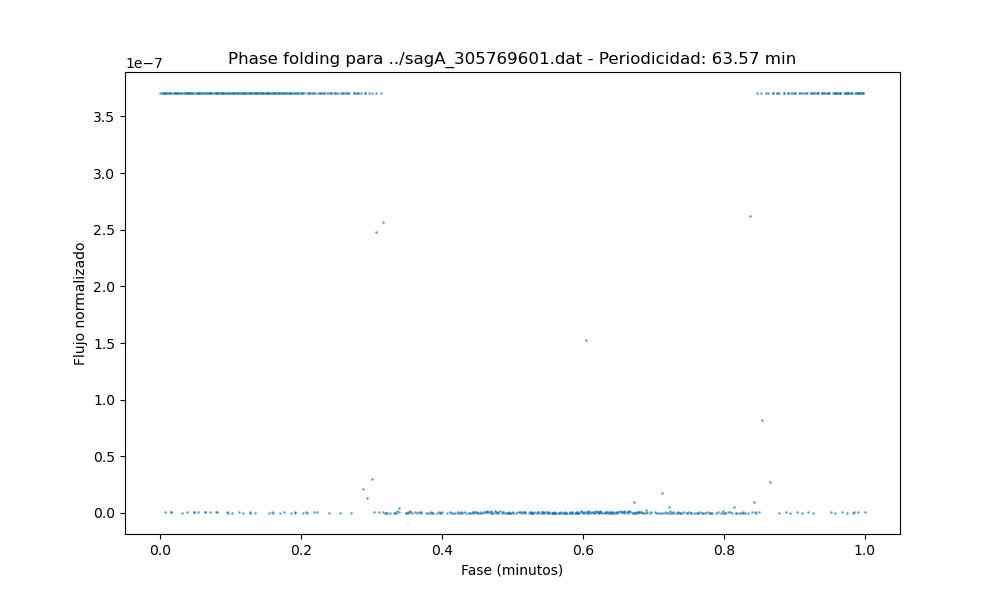 Phase folding para ../sagA_305769601.dat - Periodicidad: 63.57 min
1e−7
3.5
3.0
2.5
2.0
1.5
1.0
0.5
0.0
Flujo normalizado
0.0 0.2 0.4 0.6 0.8 1.0
Fase (minutos)